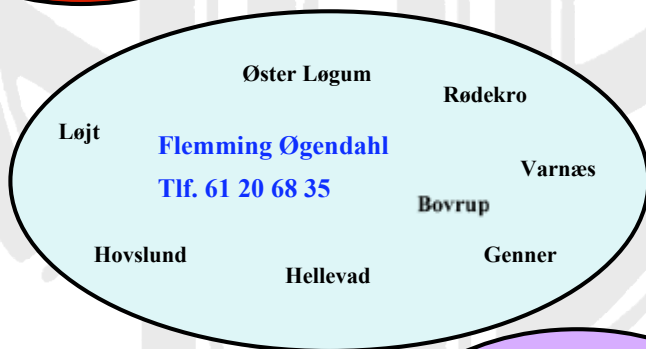 Øster Løgum
Rødekro
Løjt
Flemming Øgendahl
Varnæs
Tlf. 61 20 68 35
Bovrup
Hovslund
Genner
Hellevad